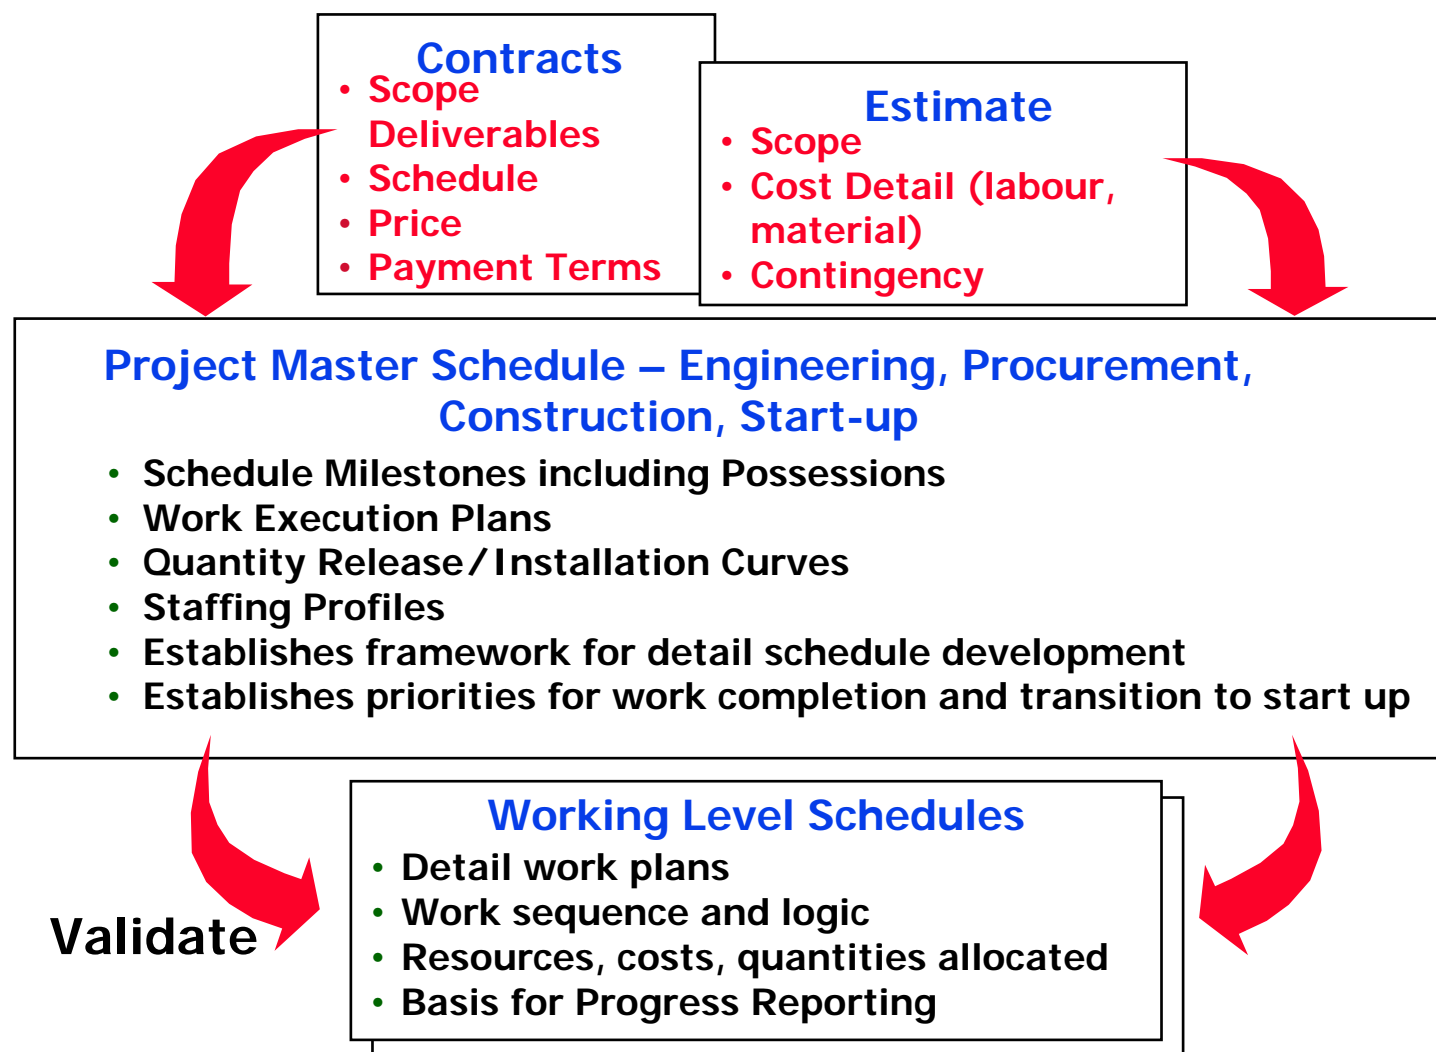 Contracts
• Scope
Deliverables
• Schedule
• Price
• Payment Terms
Estimate
• Scope
• Cost Detail (labour,
material)
• Contingency
Project Master Schedule – Engineering, Procurement,
Construction, Start-up
• Schedule Milestones including Possessions
• Work Execution Plans
• Quantity Release/Installation Curves
• Staffing Profiles
• Establishes framework for detail schedule development
• Establishes priorities for work completion and transition to start up
Working Level Schedules
• Detail work plans
• Work sequence and logic
• Resources, costs, quantities allocated
• Basis for Progress Reporting
Validate